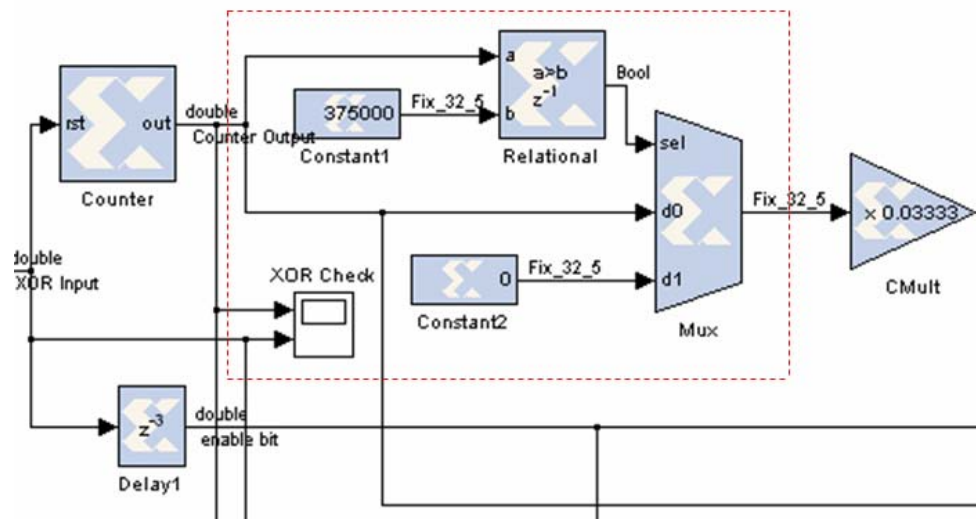 a
a>b
z⁻¹
b
Relational
Bool
rst
out
Counter
double
Counter Output
375000
Constant1
Fix_32_5
sel
d0
d1
Mux
Fix_32_5
x 0.03333
CMult
double
XOR Input
XOR Check
0
Constant2
Fix_32_5
z⁻³
Delay1
double
enable bit